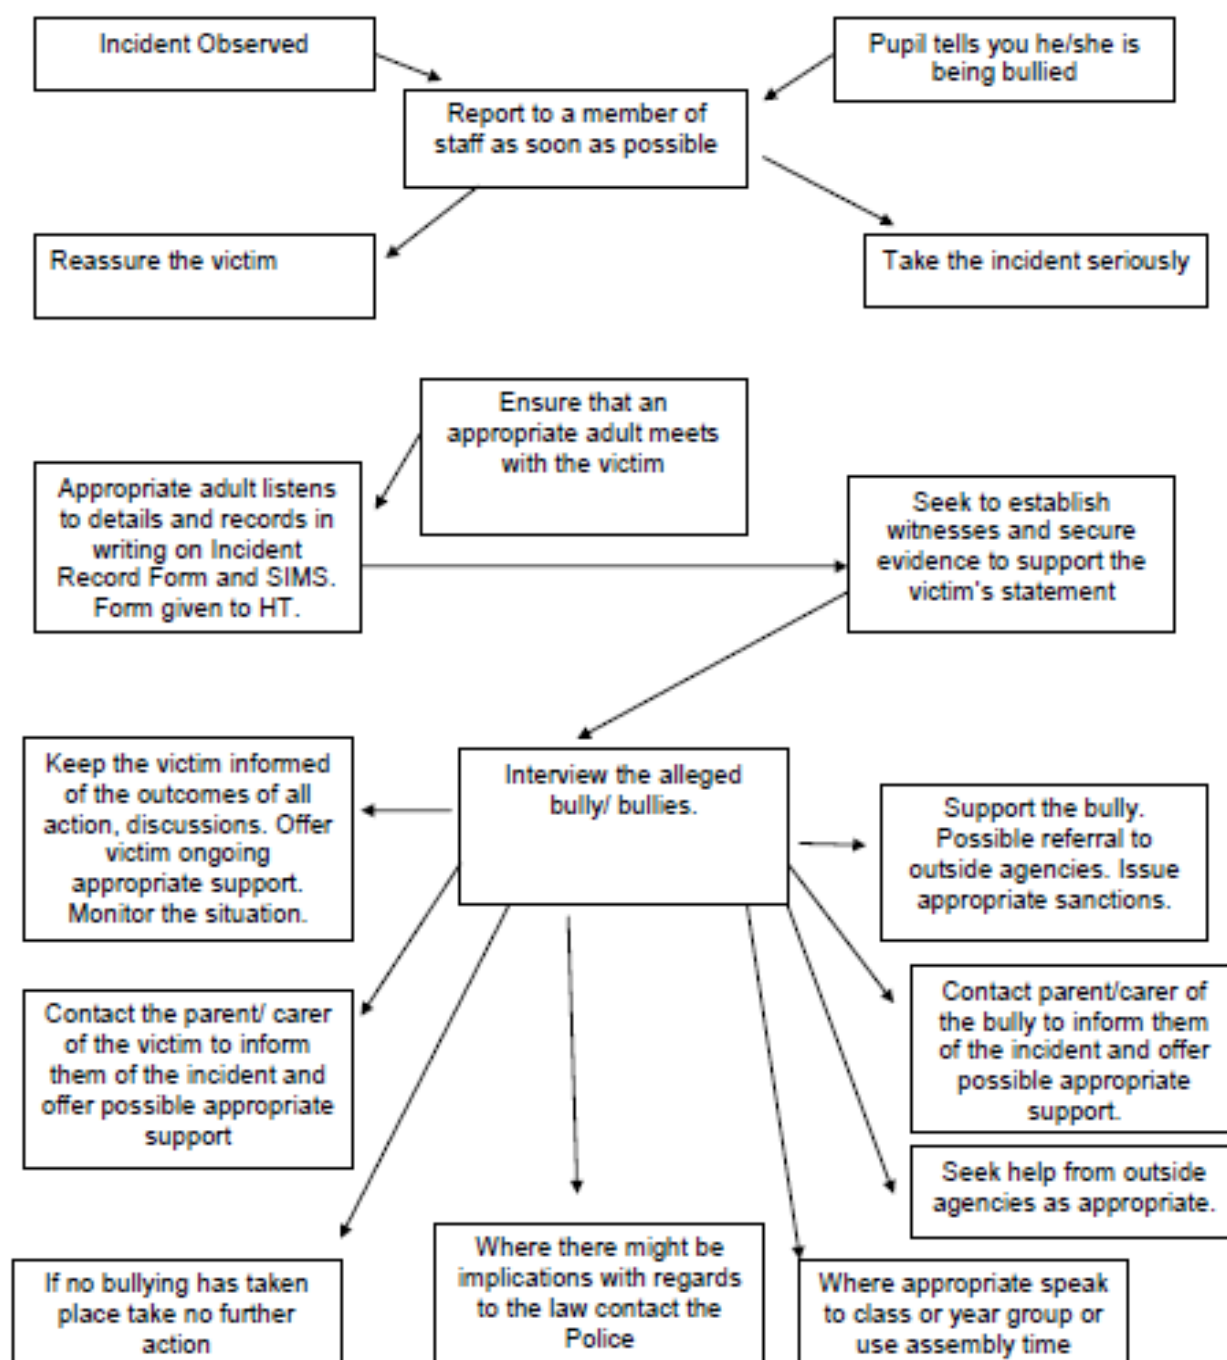 Incident Observed
Pupil tells you he/she is
being bullied
Report to a member of
staff as soon as possible
Reassure the victim
Take the incident seriously
Ensure that an
appropriate adult meets
with the victim
Appropriate adult listens
to details and records in
writing on Incident
Record Form and SIMS.
Form given to HT.
Seek to establish
witnesses and secure
evidence to support the
victim's statement
Interview the alleged
bully/ bullies.
Keep the victim informed
of the outcomes of all
action, discussions. Offer
victim ongoing
appropriate support.
Monitor the situation.
Support the bully.
Possible referral to
outside agencies. Issue
appropriate sanctions.
Contact the parent/ carer
of the victim to inform
them of the incident and
offer possible appropriate
support
Contact parent/carer of
the bully to inform them
of the incident and offer
possible appropriate
support.
Seek help from outside
agencies as appropriate.
If no bullying has taken
place take no further
action
Where there might be
implications with regards
to the law contact the
Police
Where appropriate speak
to class or year group or
use assembly time